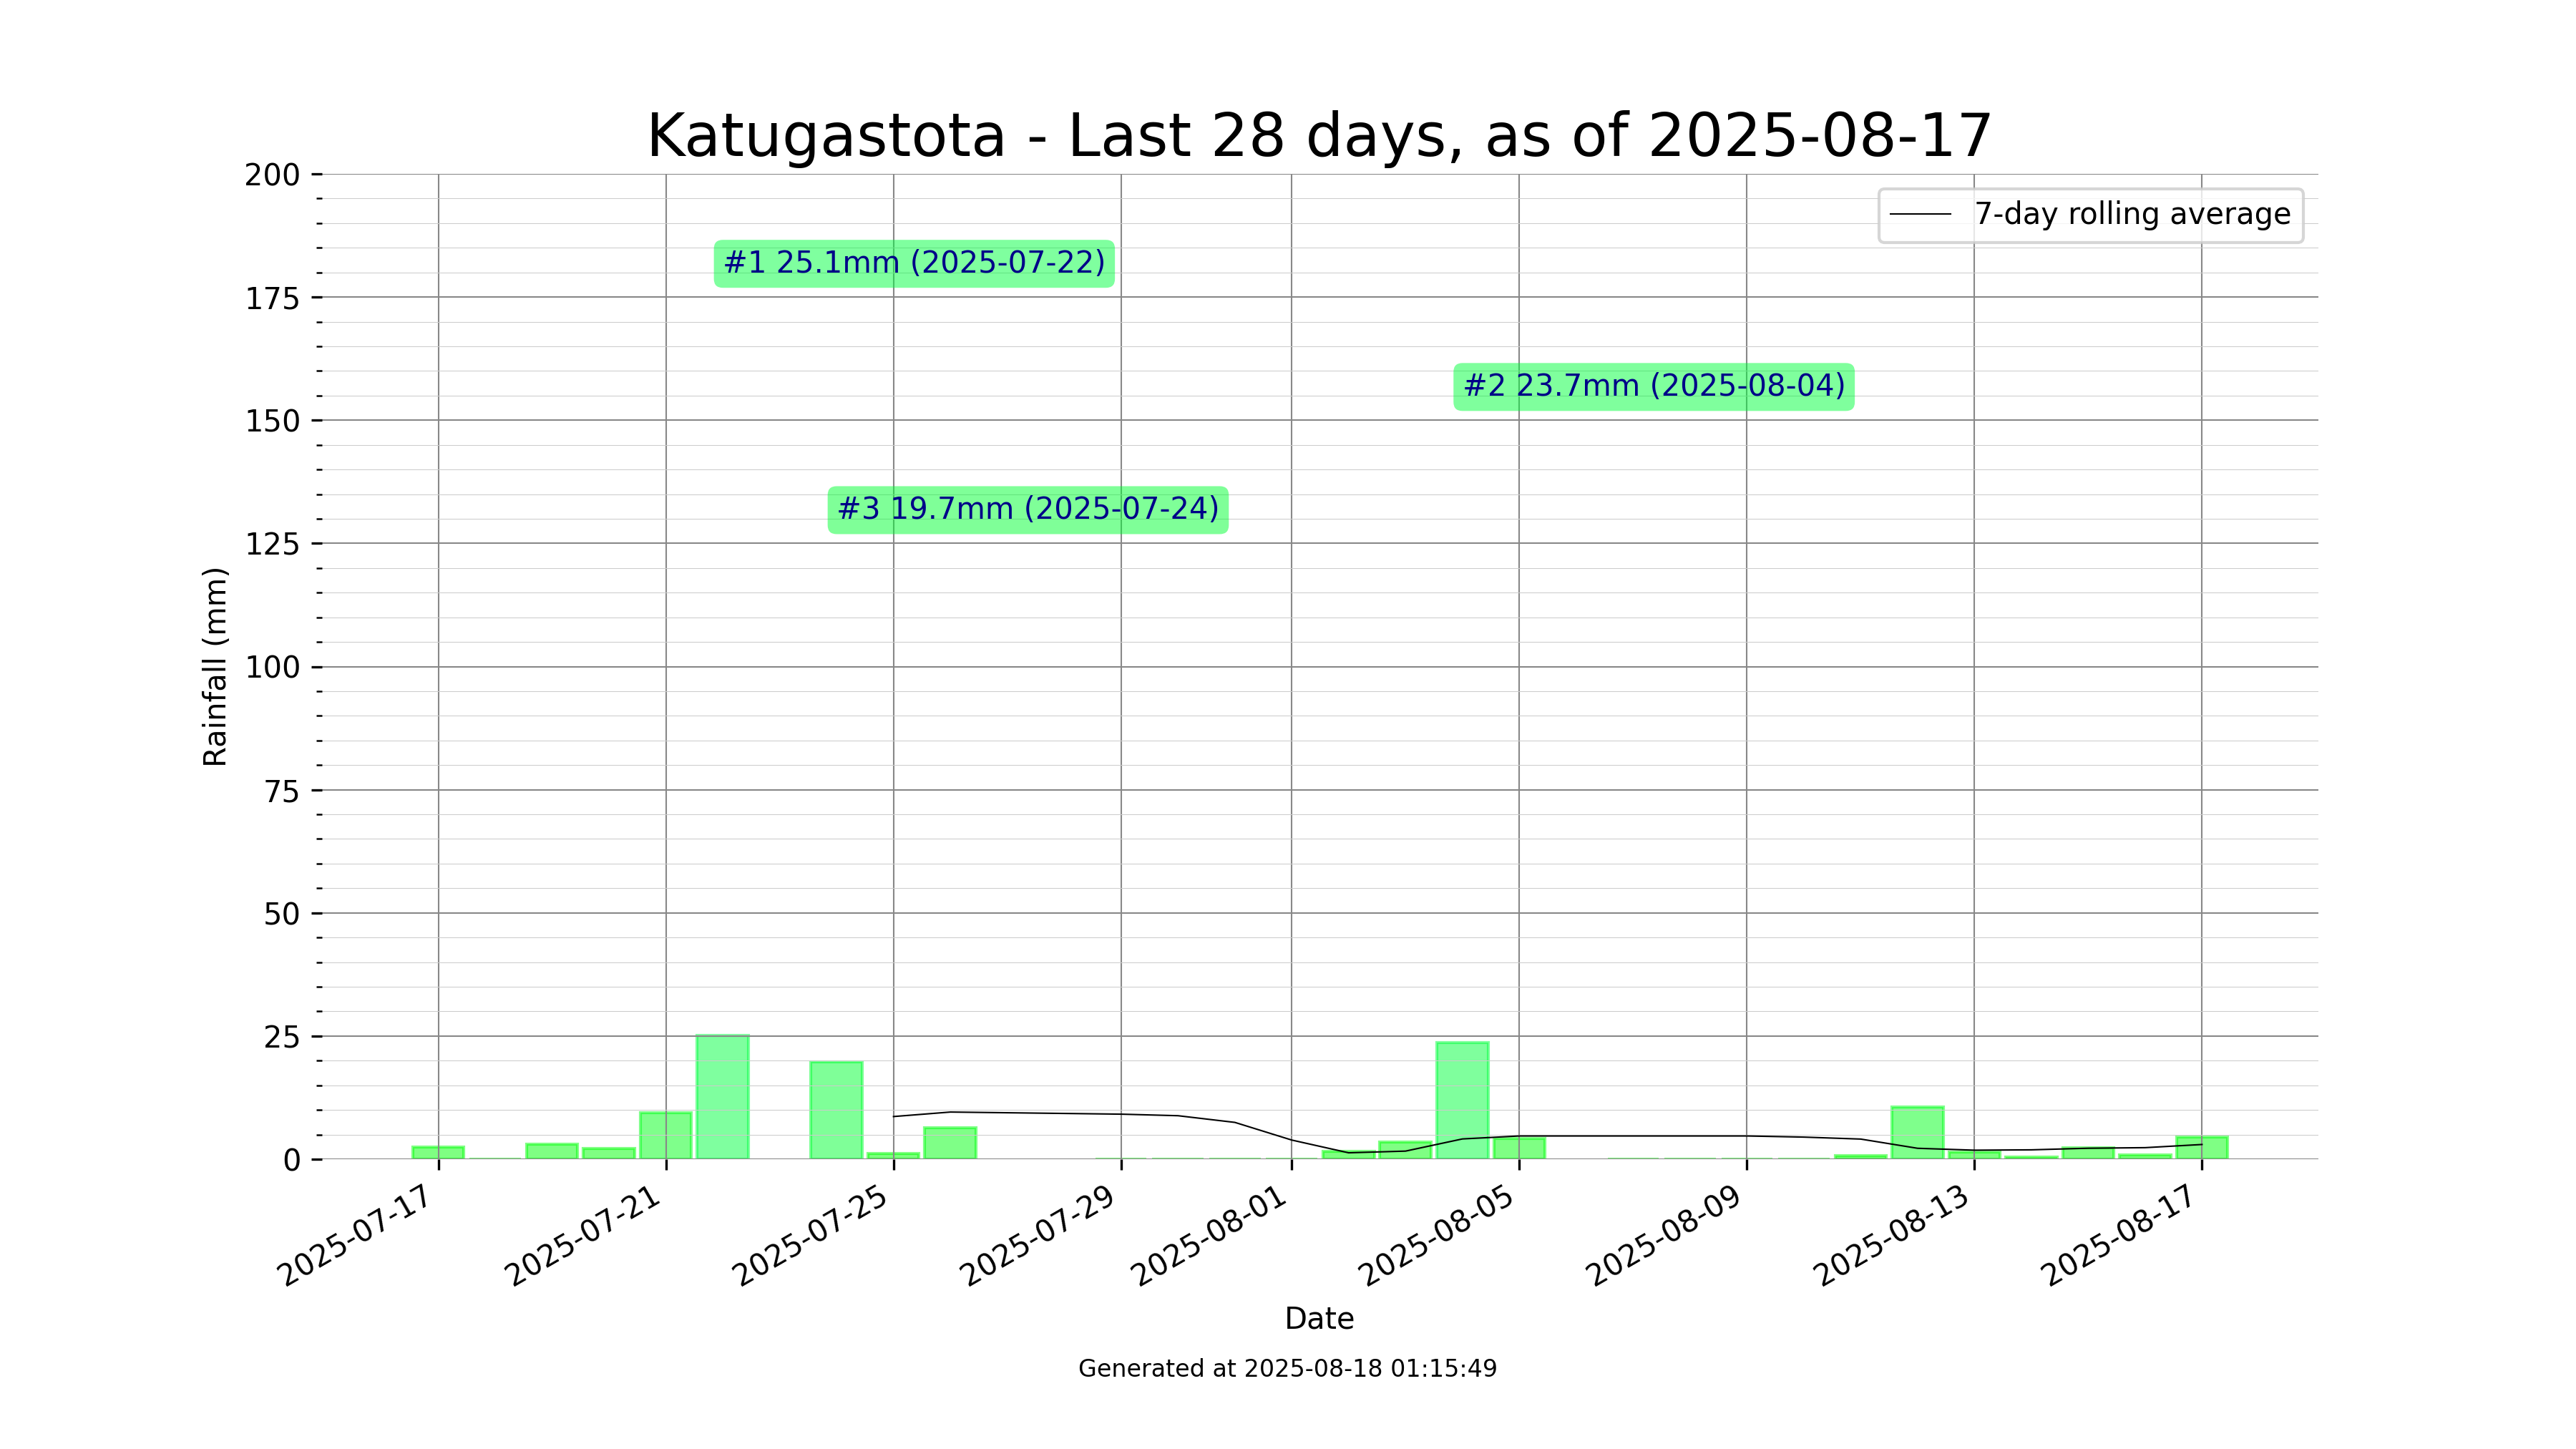 Katugastota - Last 28 days, as of 2025-08-17
7-day rolling average
#1 25.1mm (2025-07-22)
#2 23.7mm (2025-08-04)
#3 19.7mm (2025-07-24)
Rainfall (mm)
200
175
150
125
100
75
50
25
0
2025-07-17
2025-07-21
2025-07-25
2025-07-29
2025-08-01
2025-08-05
2025-08-09
2025-08-13
2025-08-17
Date
Generated at 2025-08-18 01:15:49